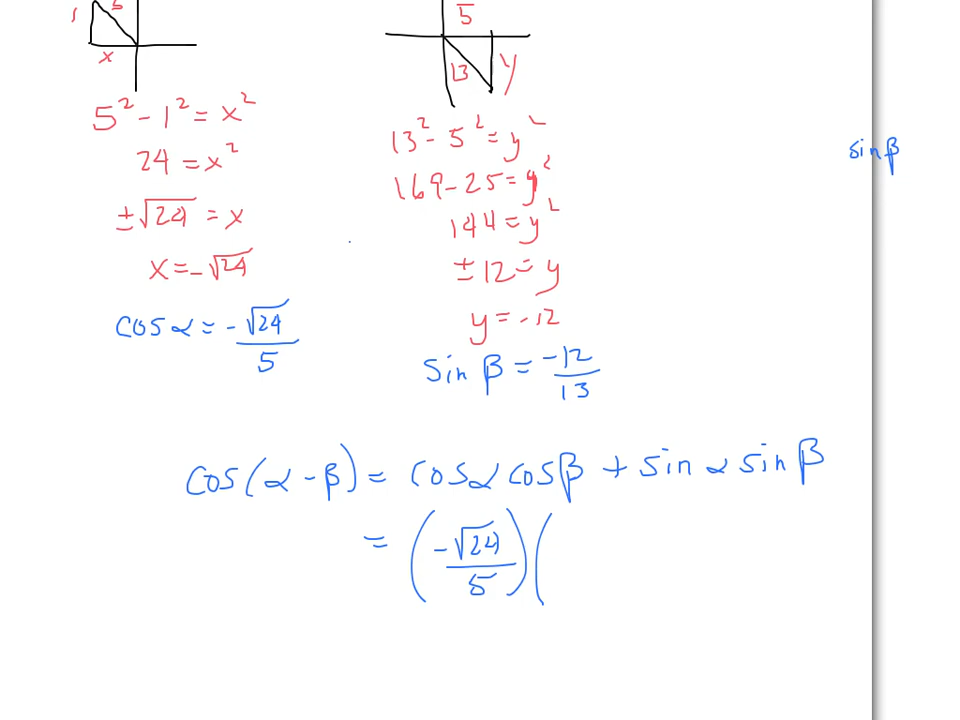 1 5
x
5² - 1² = x²
24 = x²
±√24 = x
x = -√24
cos α = -√24/5
5
13 y
13² - 5² = y²
169 - 25 = y²
144 = y²
±12 = y
y = -12
sin β = -12/13
sin β
cos(α - β) = cos α cos β + sin α sin β
= (-√24/5)(